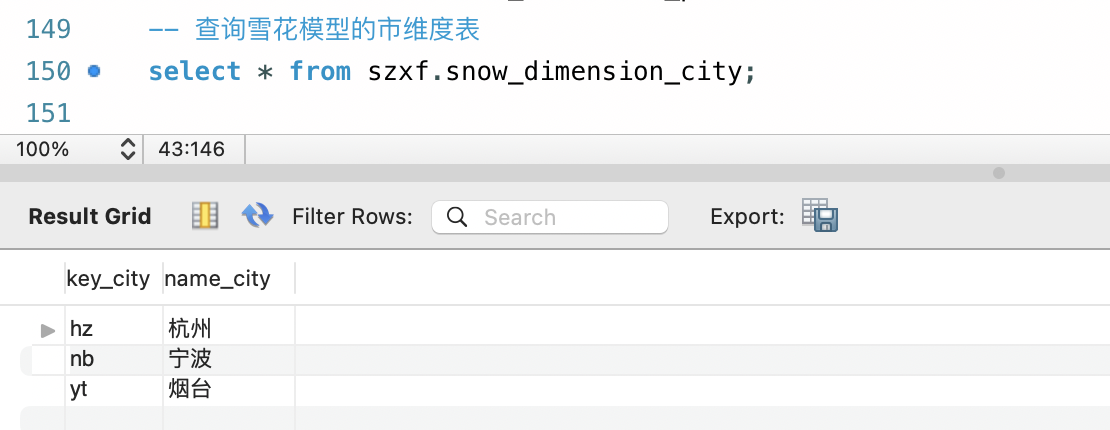 149 -- 查询雪花模型的市维度表
150 select * from szxf.snow_dimension_city;
151
100% 43:146
Result Grid Filter Rows: Search Export:
key_city name_city
hz 杭州
nb 宁波
yt 烟台